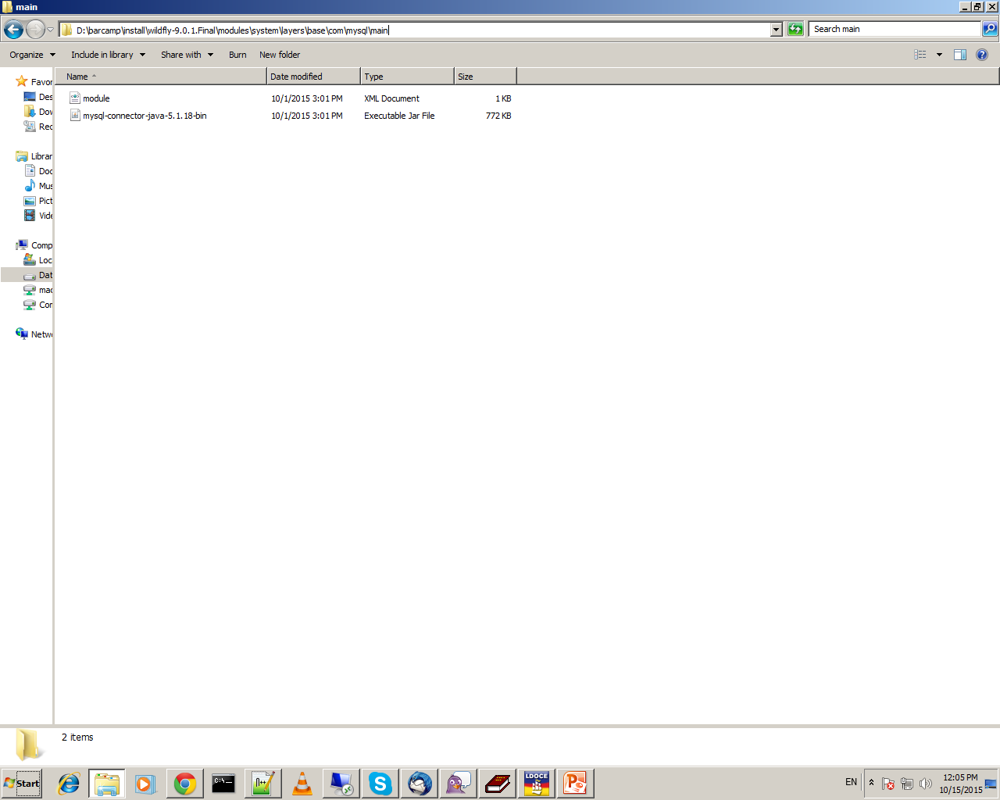 main
D:\barcamp\install\wildfly-9.0.1.Final\modules\system\layers\base\com\mysql\main
Search main
Organize Include in library Share with Burn New folder
Name Date modified Type Size
module 10/1/2015 3:01 PM XML Document 1 KB
mysql-connector-java-5.1.18-bin 10/1/2015 3:01 PM Executable Jar File 772 KB
Favor
Des
Dow
Rec
Librar
Doc
Mus
Pict
Vide
Comp
Loc
Dat
mac
Cor
Netwo
2 items
Start
C:\_
LDOCE
EN
12:05 PM
10/15/2015